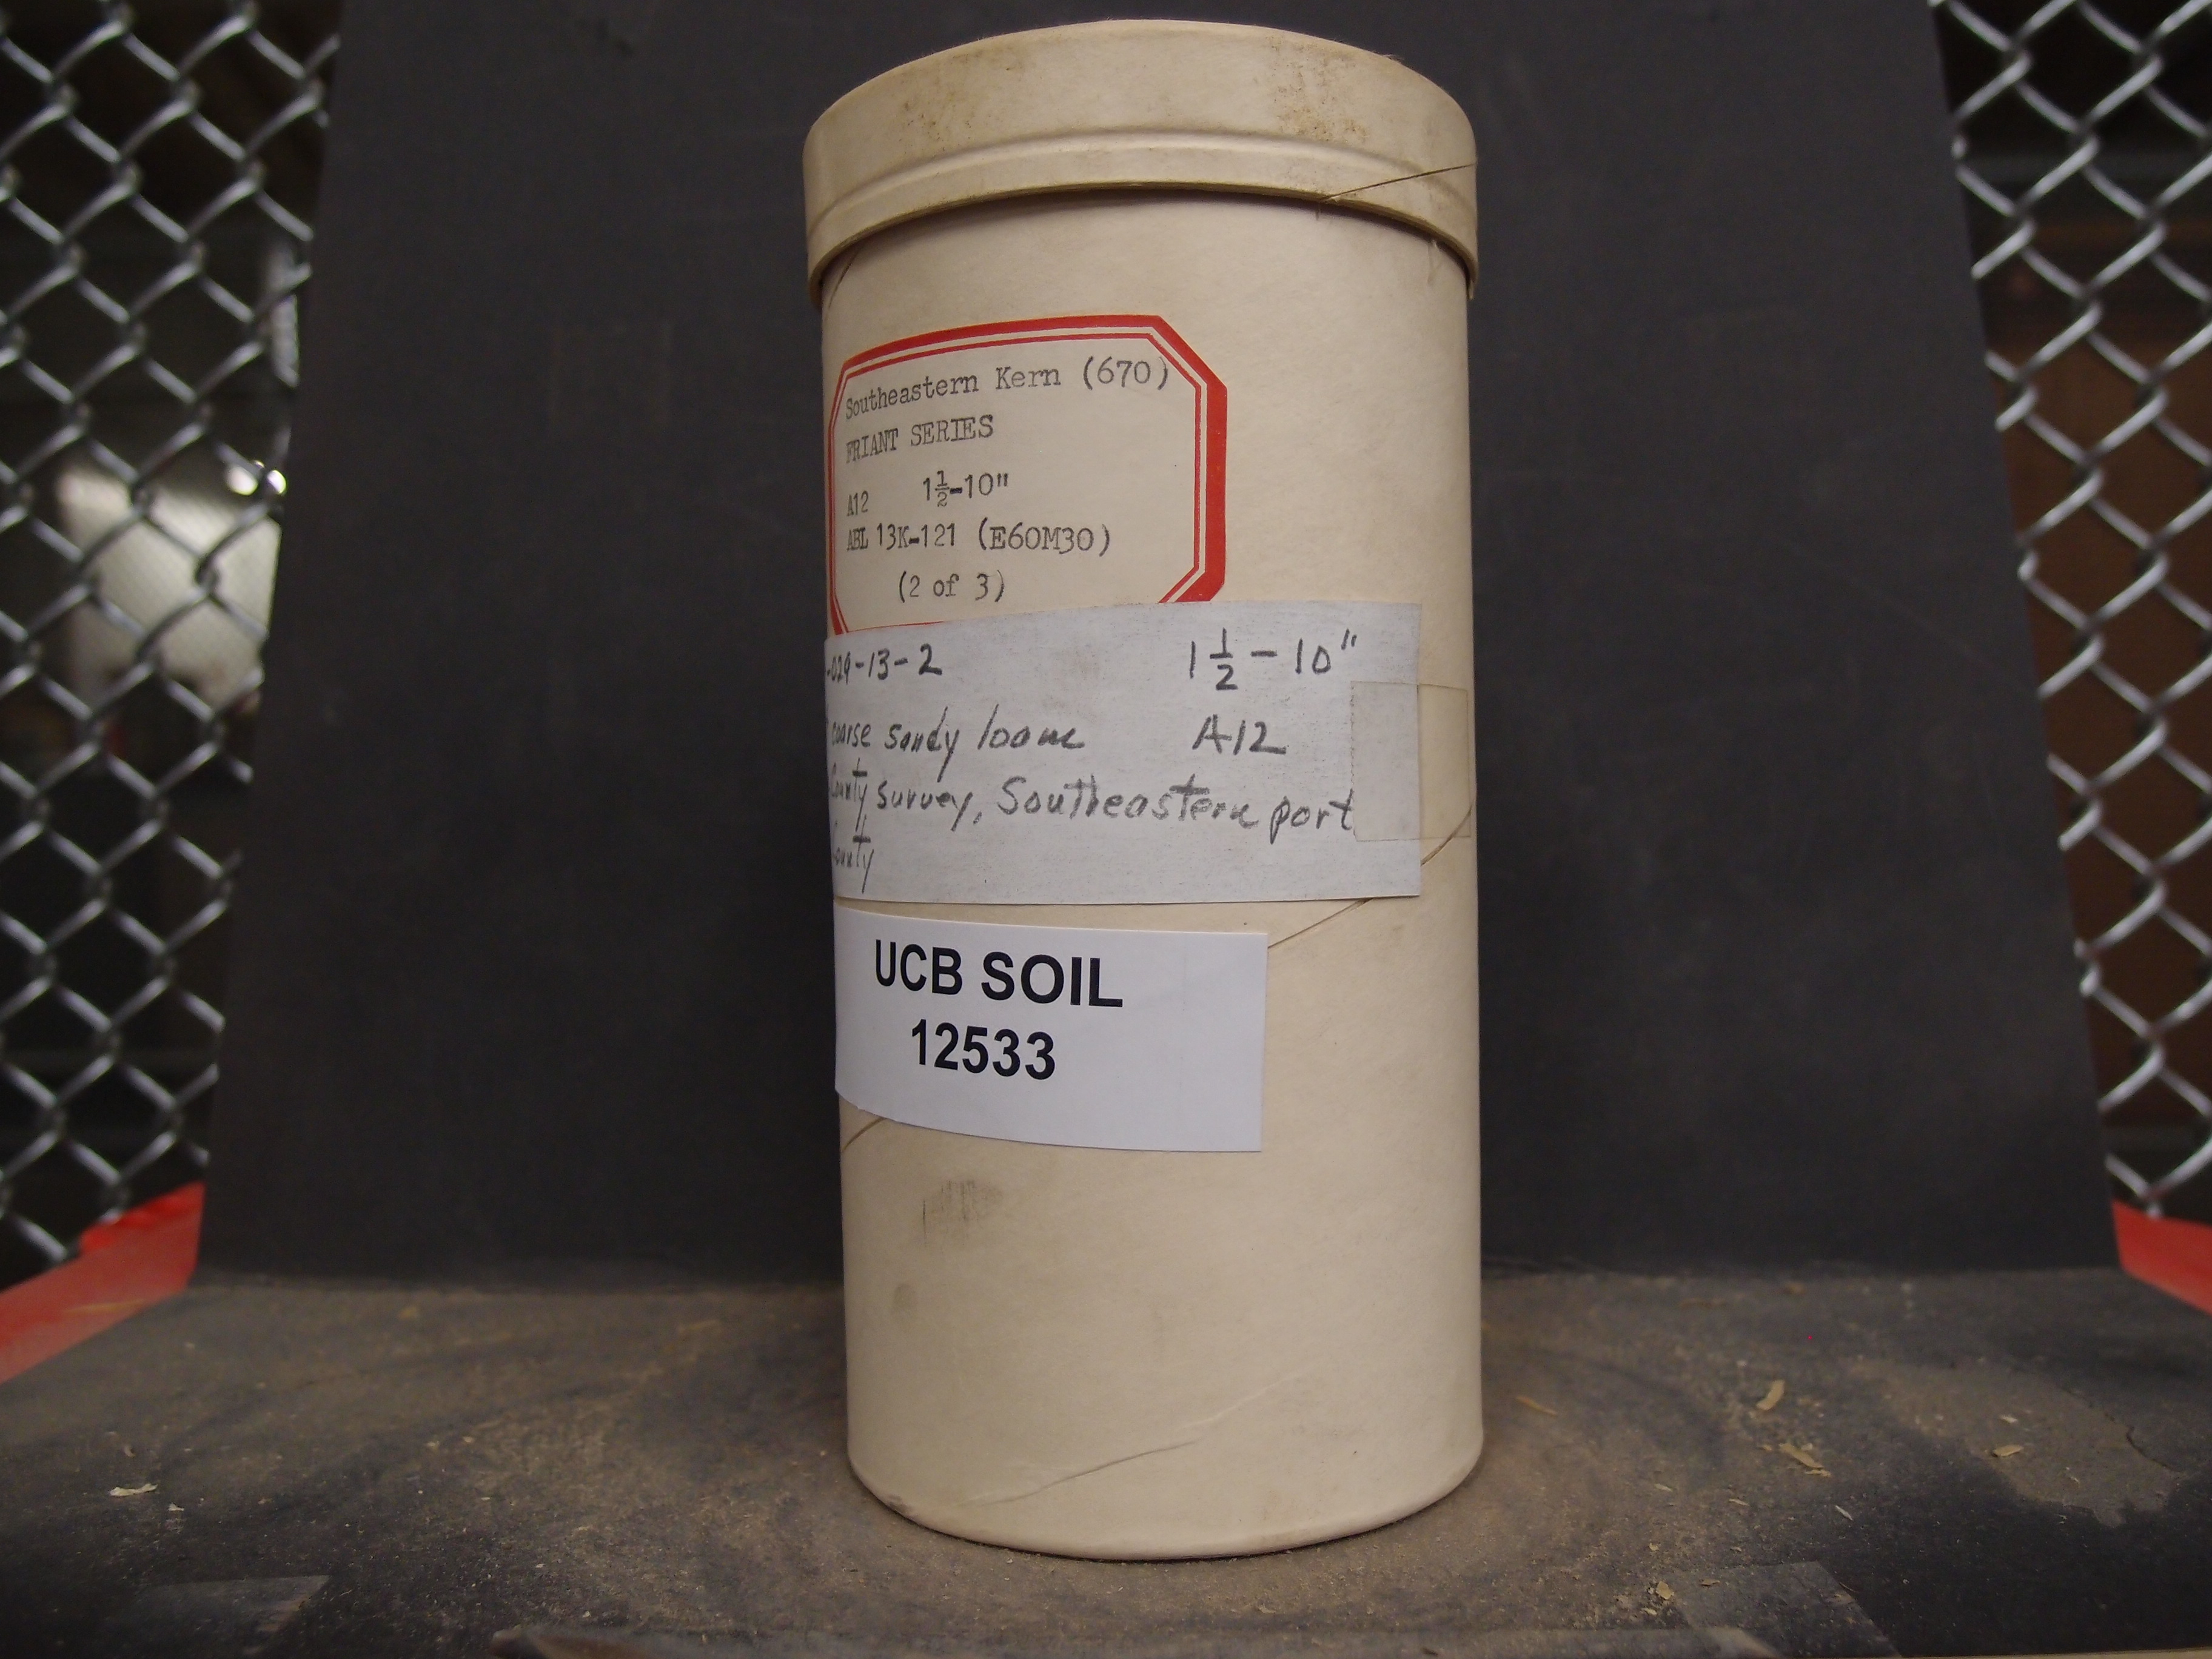 Southeastern Kern (670)
FRIANT SERIES
A12 1½-10"
ABL 13K-121 (E60M30)
(2 of 3)
-029-13-2 1½-10"
coarse sandy loam A12
County survey, Southeastern part
County
UCB SOIL
12533